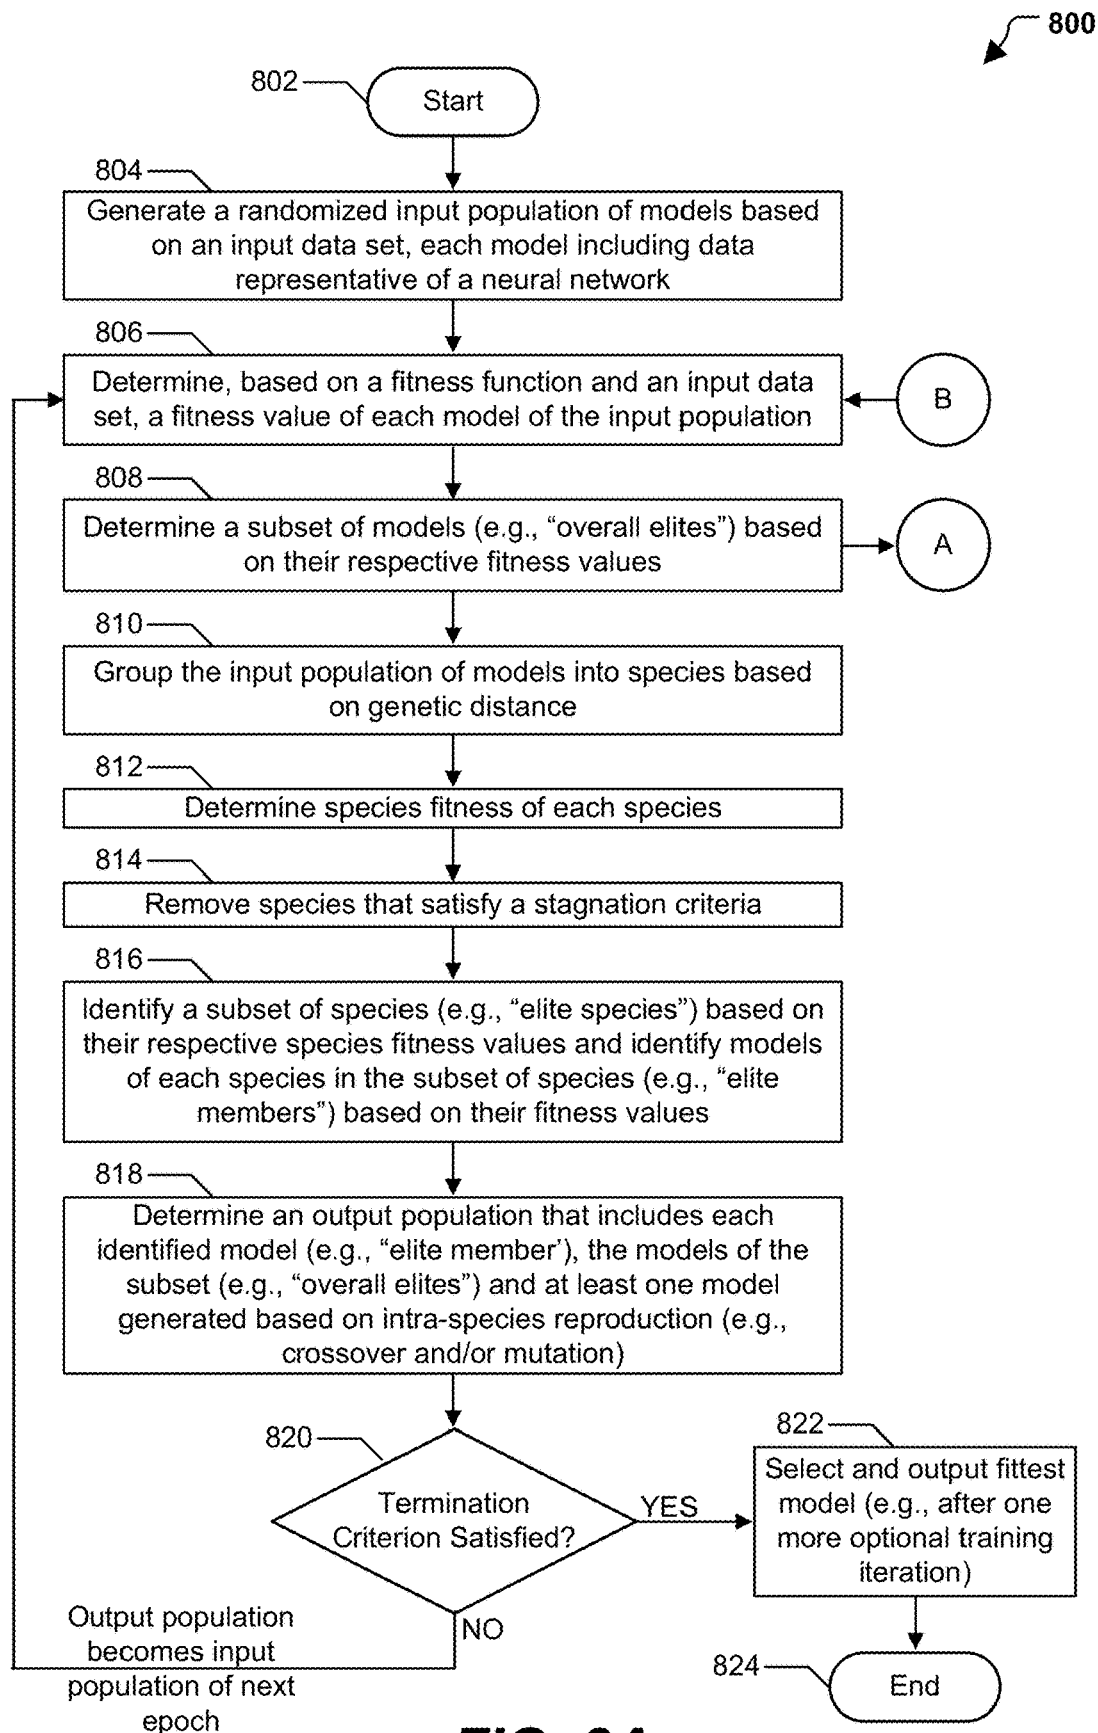 800
802
Start
804
Generate a randomized input population of models based
on an input data set, each model including data
representative of a neural network
806
Determine, based on a fitness function and an input data
set, a fitness value of each model of the input population
B
808
Determine a subset of models (e.g., “overall elites”) based
on their respective fitness values
A
810
Group the input population of models into species based
on genetic distance
812
Determine species fitness of each species
814
Remove species that satisfy a stagnation criteria
816
Identify a subset of species (e.g., “elite species”) based on
their respective species fitness values and identify models
of each species in the subset of species (e.g., “elite
members”) based on their fitness values
818
Determine an output population that includes each
identified model (e.g., “elite member’), the models of the
subset (e.g., “overall elites”) and at least one model
generated based on intra-species reproduction (e.g.,
crossover and/or mutation)
820
Termination
Criterion Satisfied?
YES
822
Select and output fittest
model (e.g., after one
more optional training
iteration)
NO
Output population
becomes input
population of next
epoch
824
End